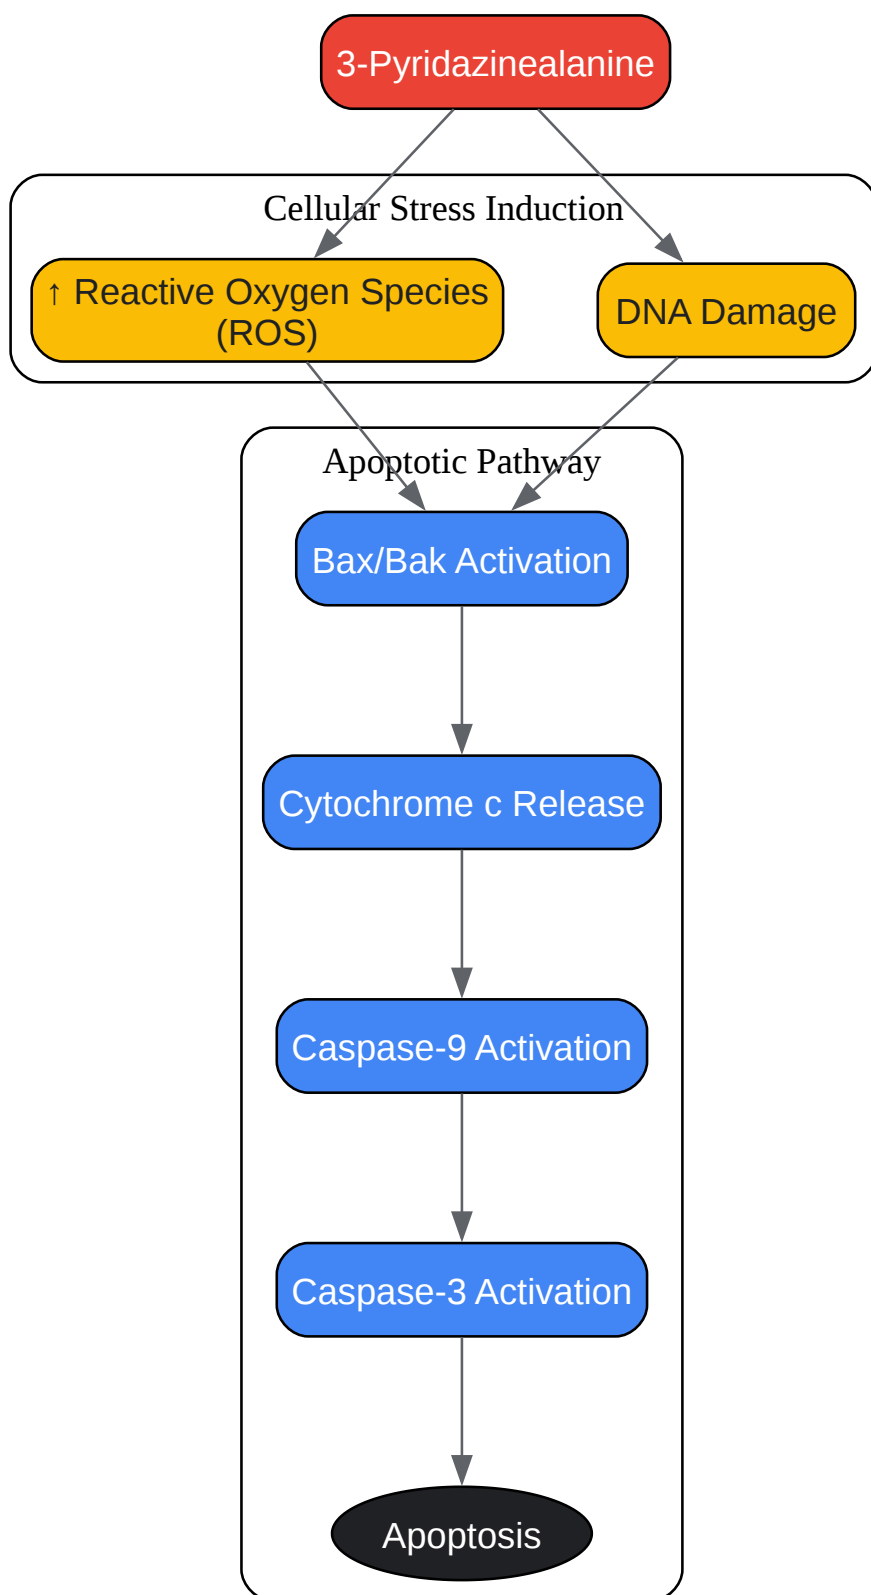 3-Pyridazinealanine
Cellular Stress Induction
↑ Reactive Oxygen Species
(ROS)
DNA Damage
Apoptotic Pathway
Bax/Bak Activation
Cytochrome c Release
Caspase-9 Activation
Caspase-3 Activation
Apoptosis